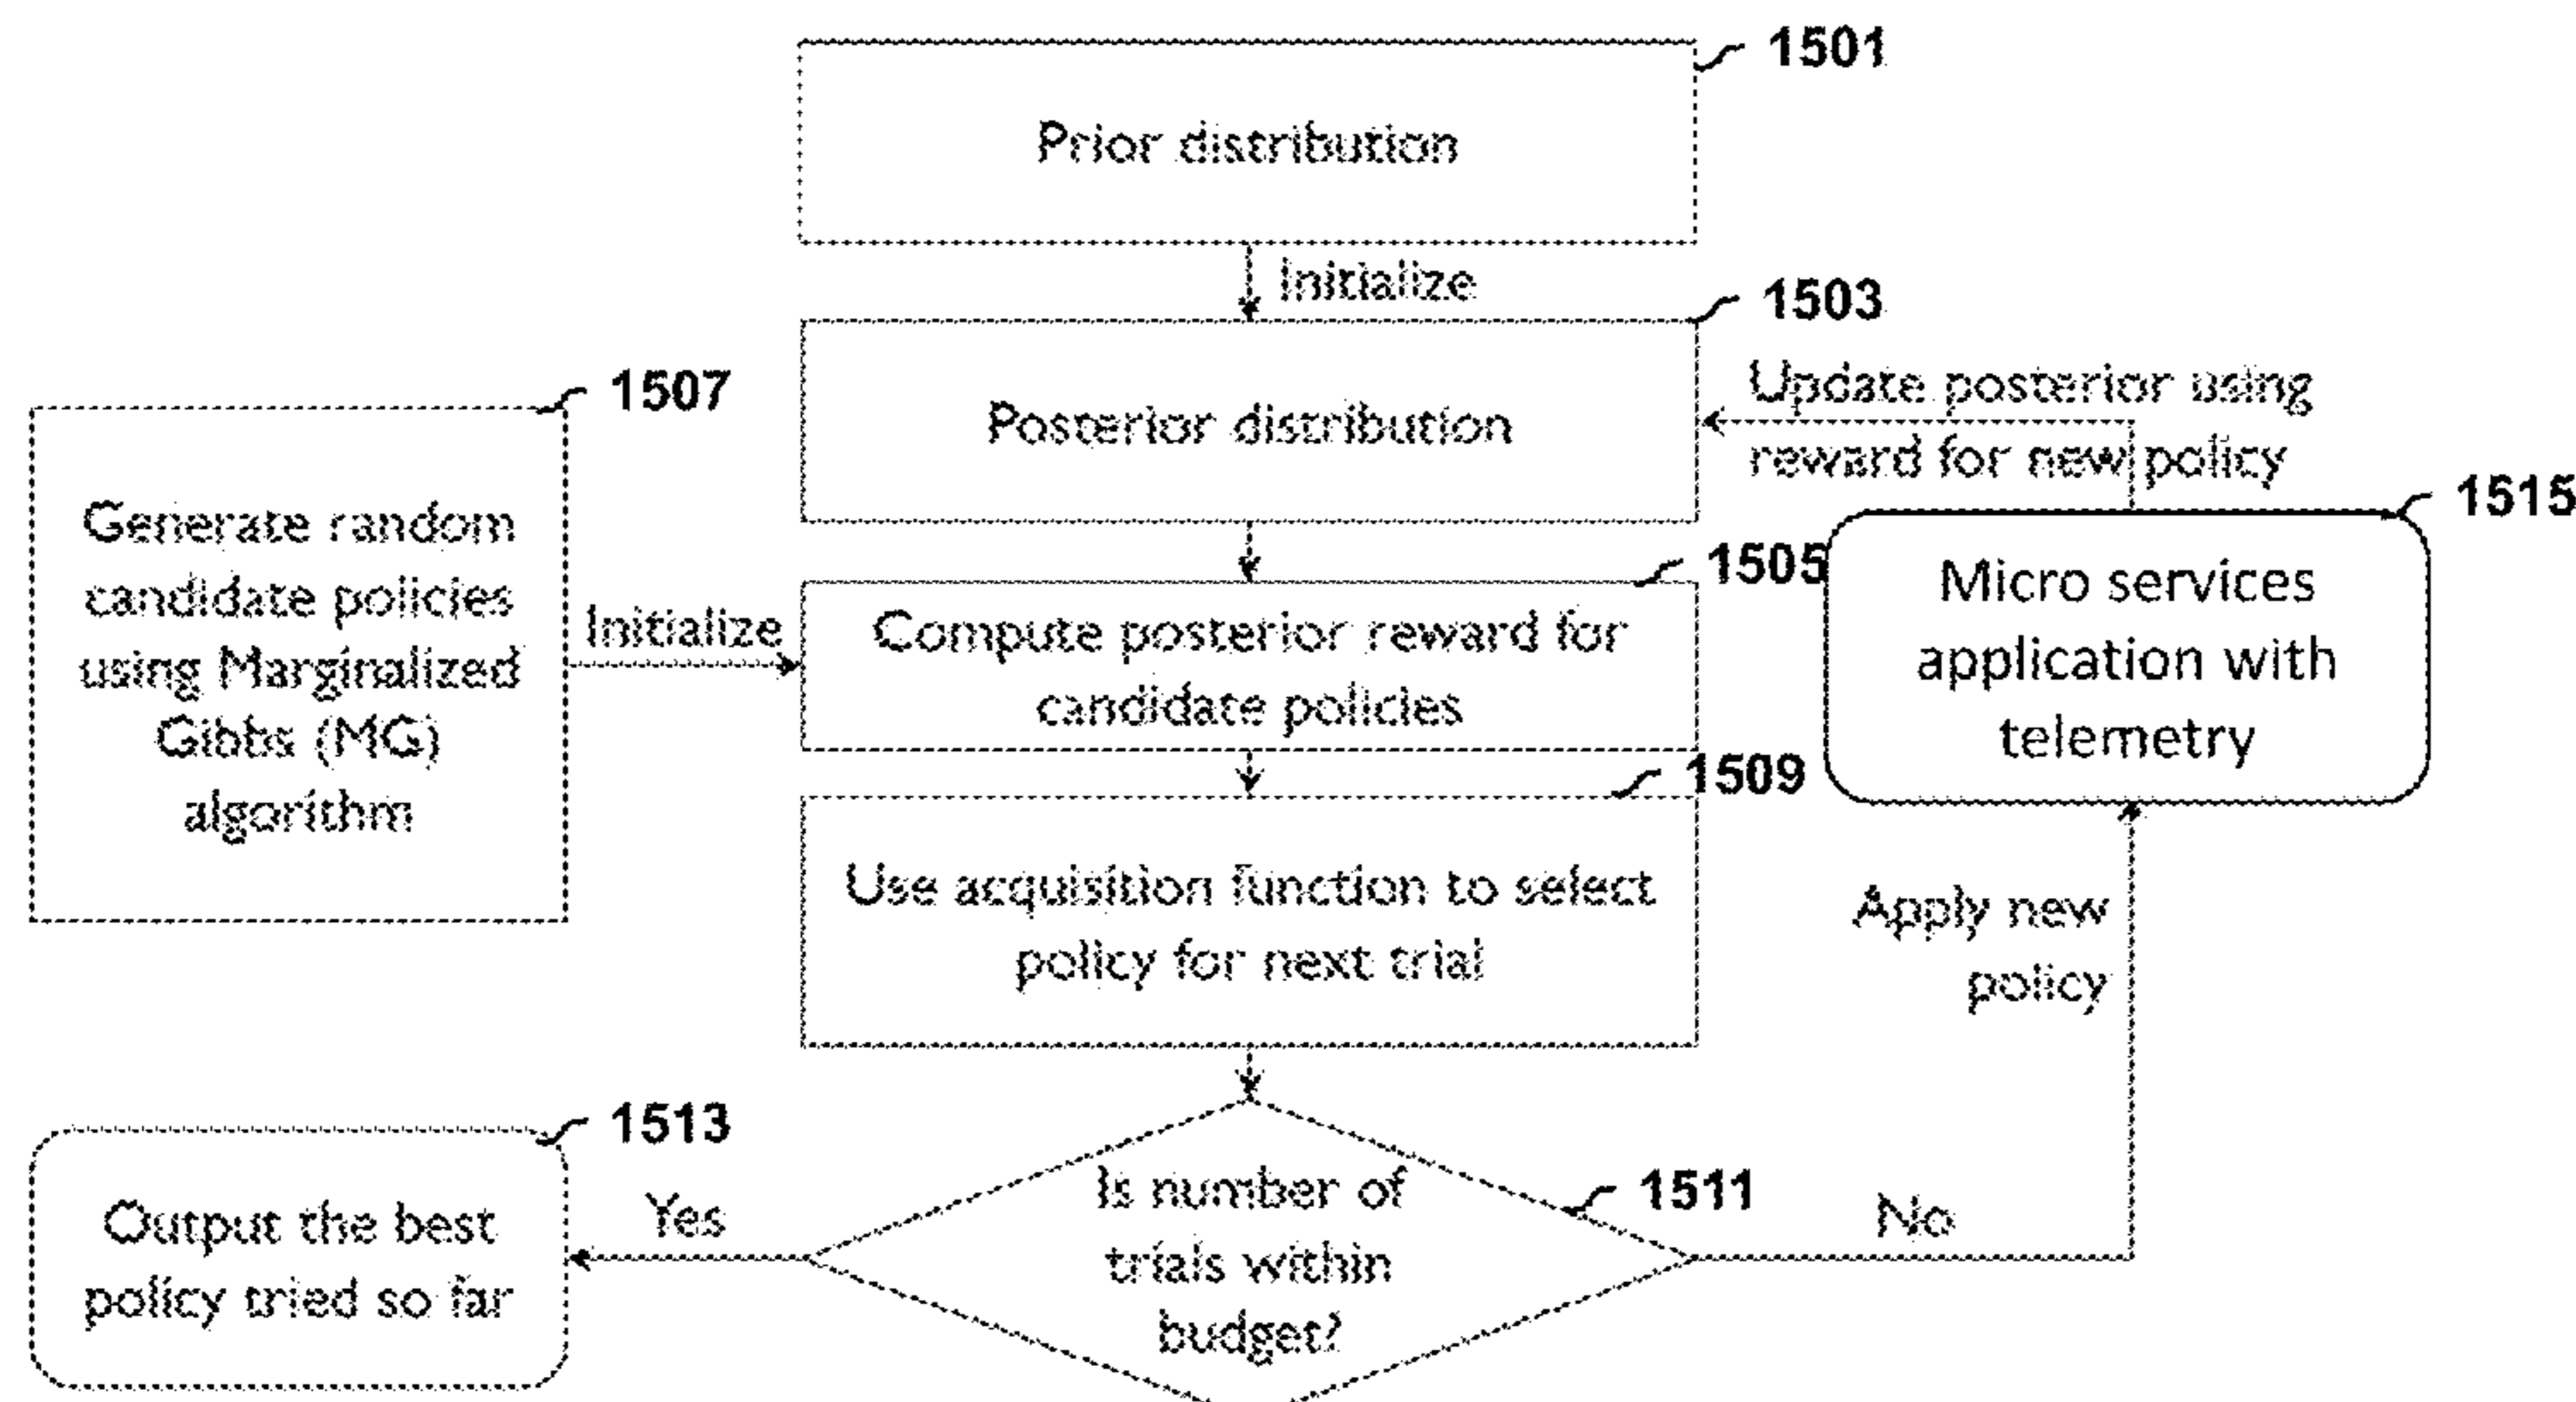 1501
Prior distribution
Initialize
1503
Posterior distribution
Update posterior using
reward for new policy
1507
Generate random
candidate policies
using Marginalized
Gibbs (MG)
algorithm
Initialize
1505
Compute posterior reward for
candidate policies
1515
Micro services
application with
telemetry
1509
Use acquisition function to select
policy for next trial
Apply new
policy
1513
Output the best
policy tried so far
Yes
1511
Is number of
trials within
budget?
No